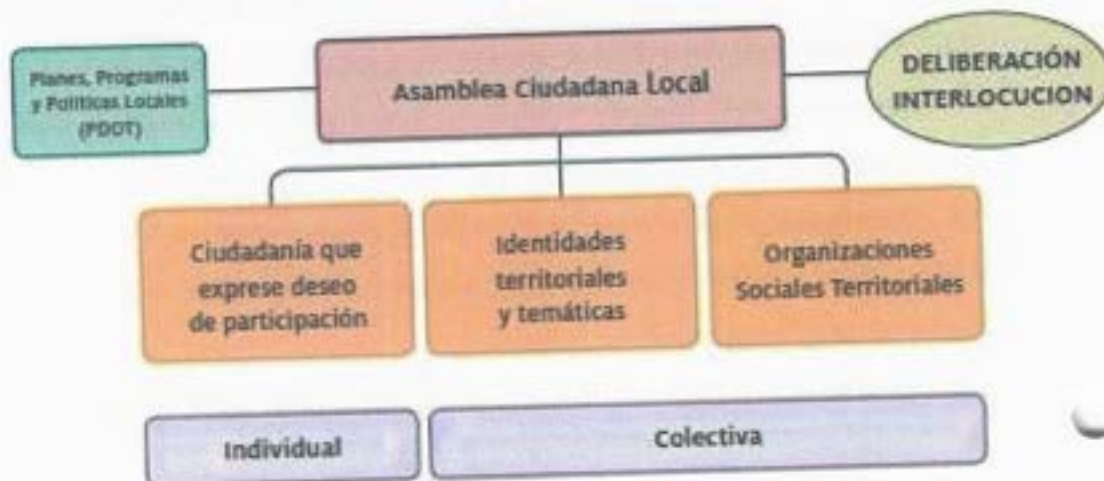 Planes, Programas
y Políticas Locales
(PDOT)
Asamblea Ciudadana Local
DELIBERACIÓN
INTERLOCUCION
Ciudadanía que
exprese deseo
de participación
Identidades
territoriales
y temáticas
Organizaciones
Sociales Territoriales
Individual
Colectiva